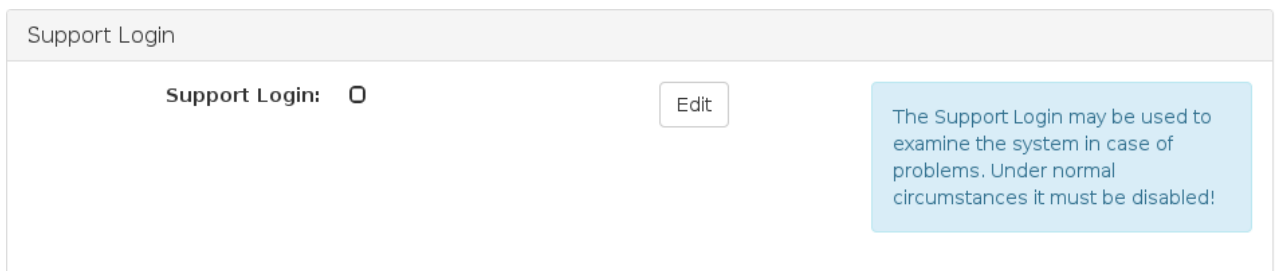 Support Login
Support Login:
Edit
The Support Login may be used to
examine the system in case of
problems. Under normal
circumstances it must be disabled!